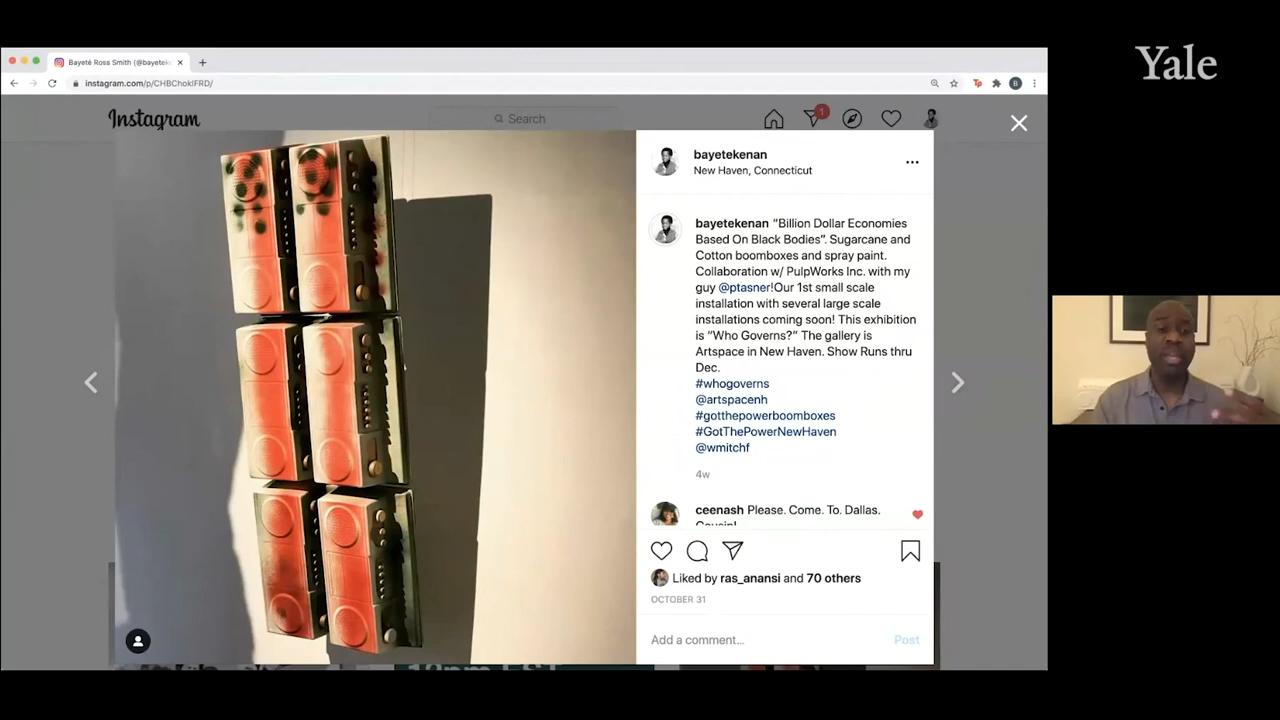 Yale
Bayeté Ross Smith (@bayetek
instagram.com/p/CHBChoklFRD/
B
Instagram
Search
1
bayetekenan
New Haven, Connecticut
bayetekenan “Billion Dollar Economies
Based On Black Bodies”. Sugarcane and
Cotton boomboxes and spray paint.
Collaboration w/ PulpWorks Inc. with my
guy @ptasner!Our 1st small scale
installation with several large scale
installations coming soon! This exhibition
is “Who Governs?” The gallery is
Artspace in New Haven. Show Runs thru
Dec.
#whogoverns
@artspacenh
#gotthepowerboomboxes
#GotThePowerNewHaven
@wmitchf
4w
ceenash Please. Come. To. Dallas.
Cousin!
Liked by ras_anansi and 70 others
OCTOBER 31
Add a comment... Post